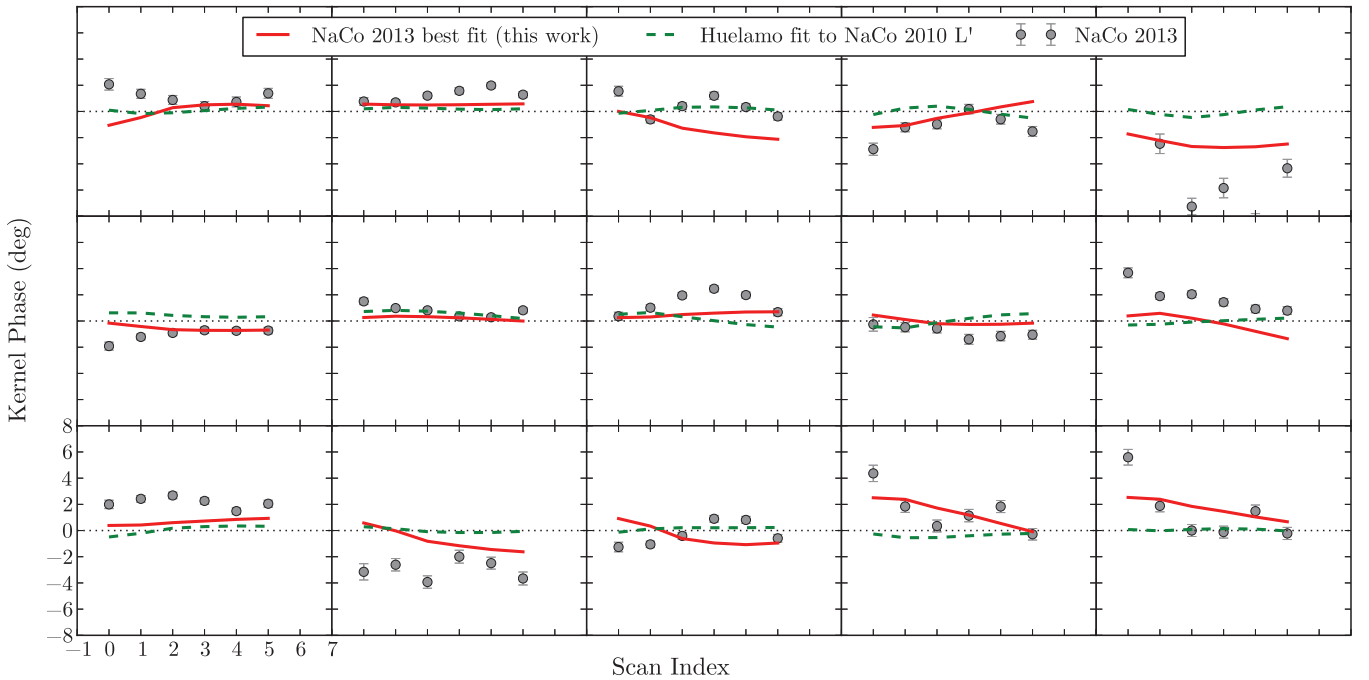 NaCo 2013 best fit (this work)
Huelamo fit to NaCo 2010 L'
NaCo 2013
Kernel Phase (deg)
8
6
4
2
0
−2
−4
−6
−8
−1 0 1 2 3 4 5 6 7
Scan Index